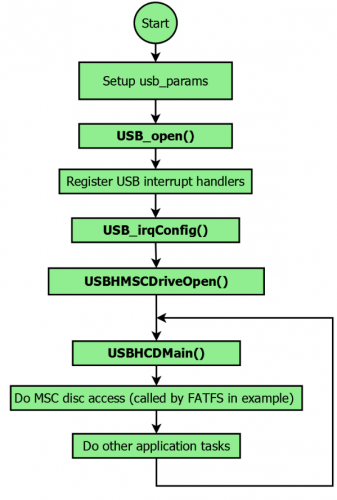 Start
Setup usb_params
USB_open()
Register USB interrupt handlers
USB_irqConfig()
USBHMSCDriveOpen()
USBHCDMain()
Do MSC disc access (called by FATFS in example)
Do other application tasks